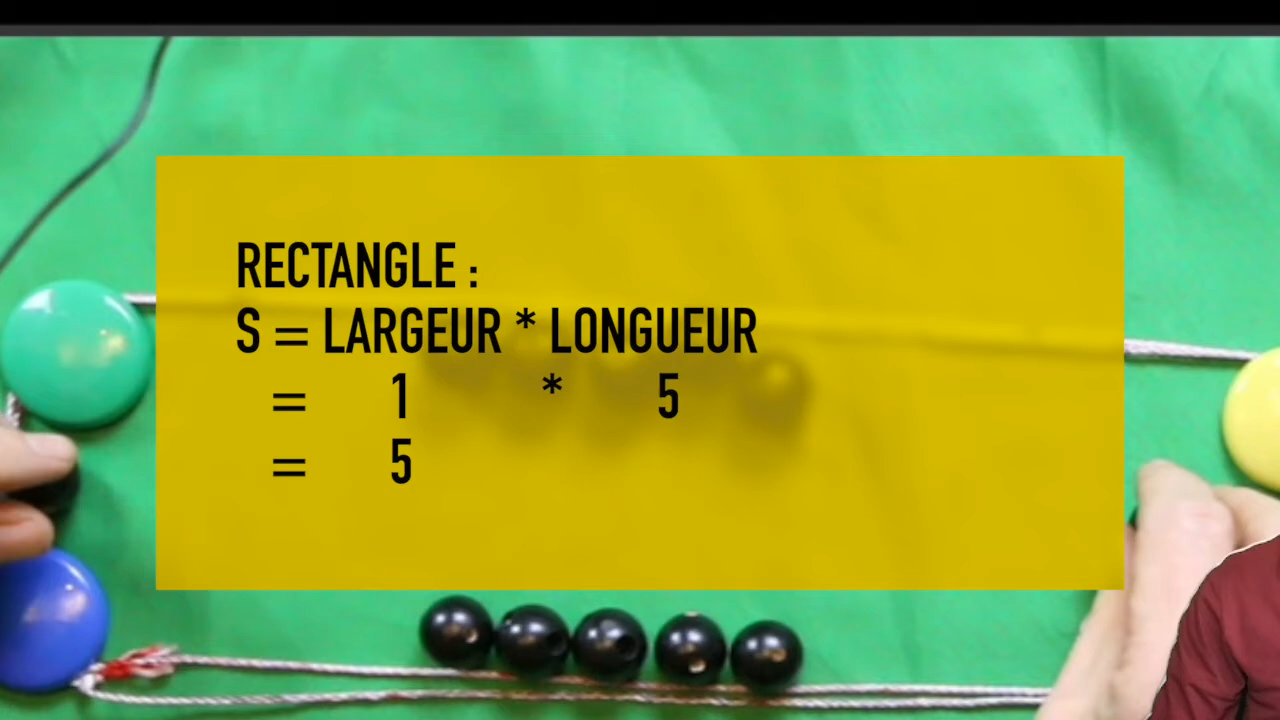 RECTANGLE :
S = LARGEUR * LONGUEUR
= 1 * 5
= 5